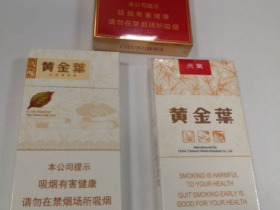 本公司提示
吸烟有害健康
请勿在禁烟场所吸烟
黄金葉
本公司提示
吸烟有害健康
请勿在禁烟场所吸烟
天葉
黄金葉
SMOKING IS HARMFUL
TO YOUR HEALTH
QUIT SMOKING EARLY IS
GOOD FOR YOUR HEALTH